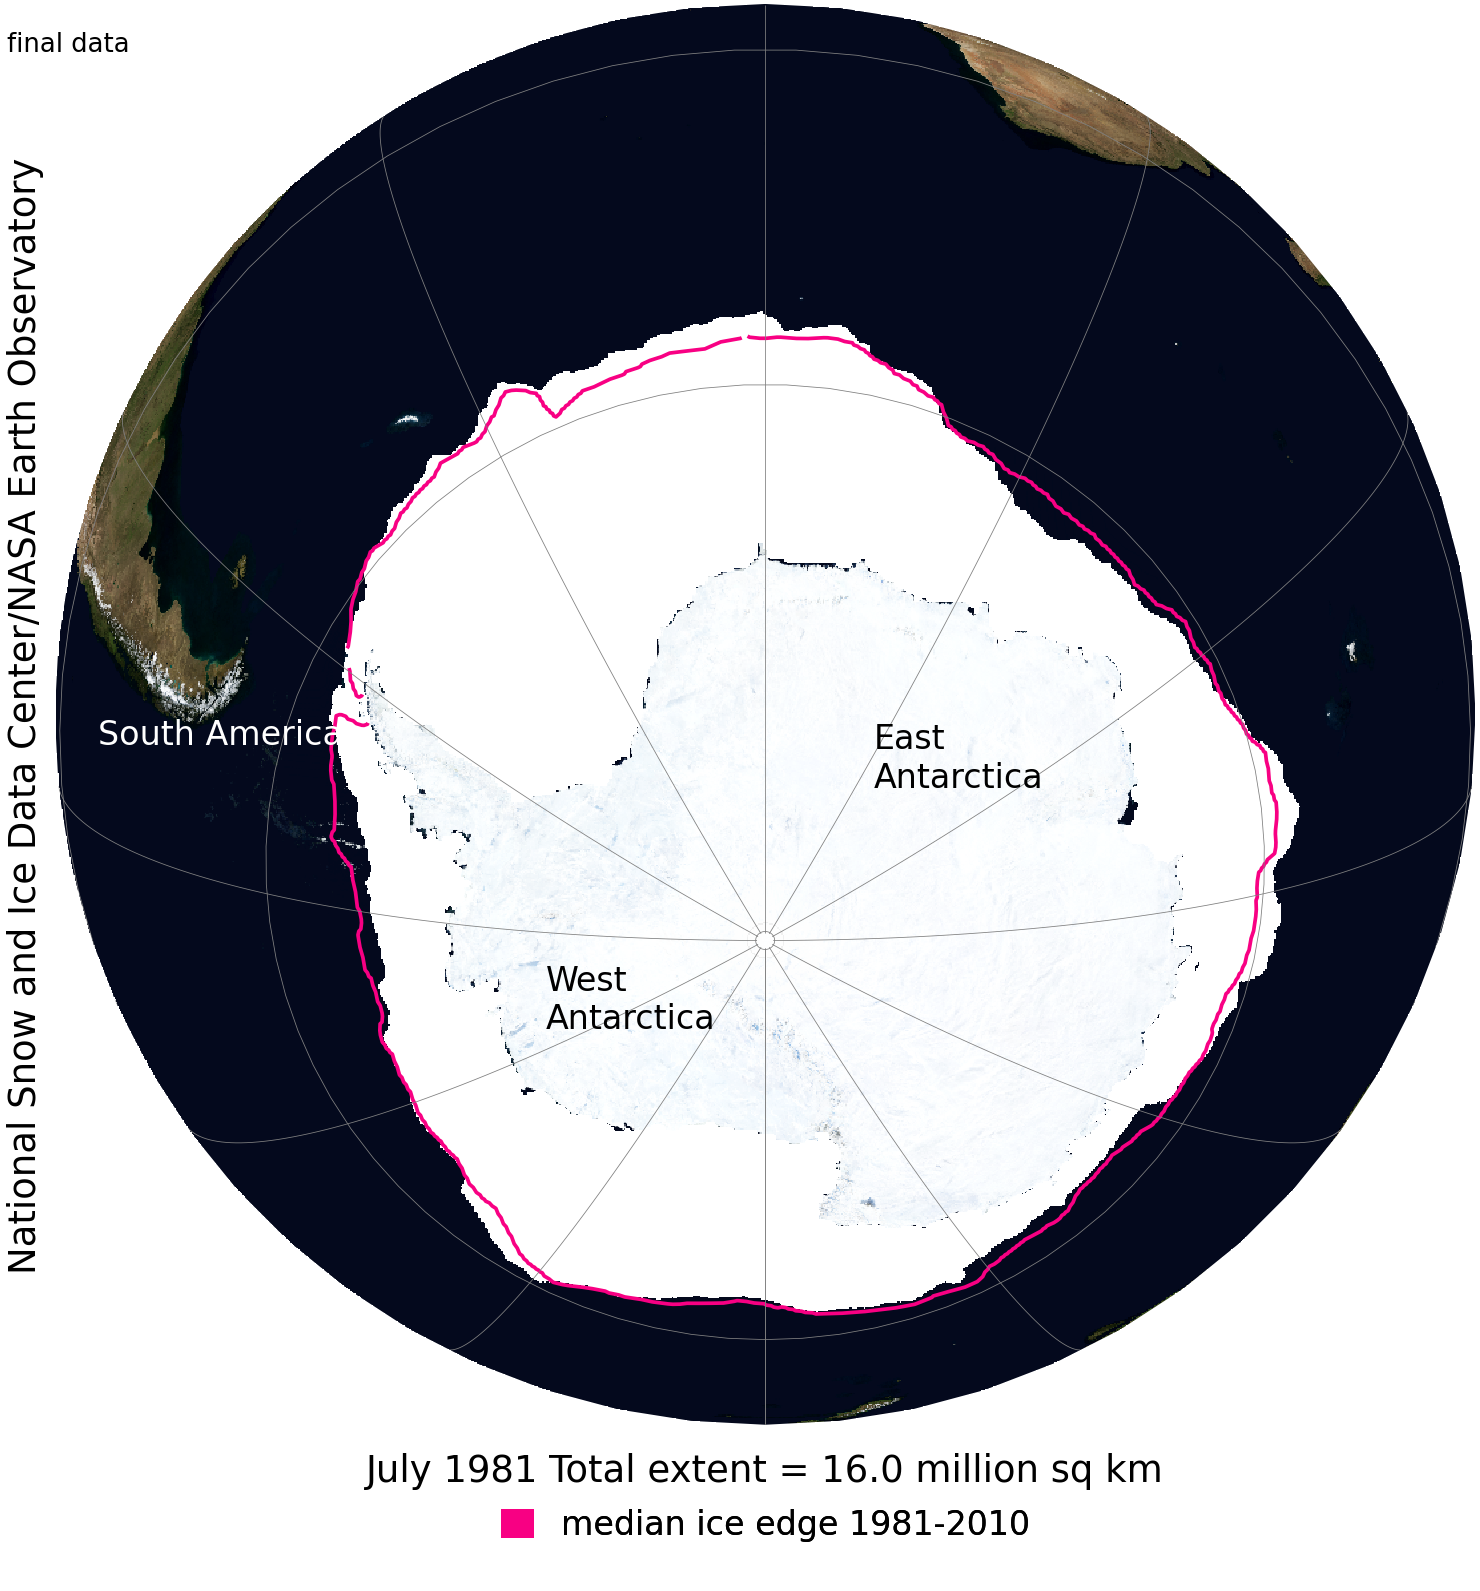 final data
National Snow and Ice Data Center/NASA Earth Observatory
South America
East
Antarctica
West
Antarctica
July 1981 Total extent = 16.0 million sq km
median ice edge 1981-2010